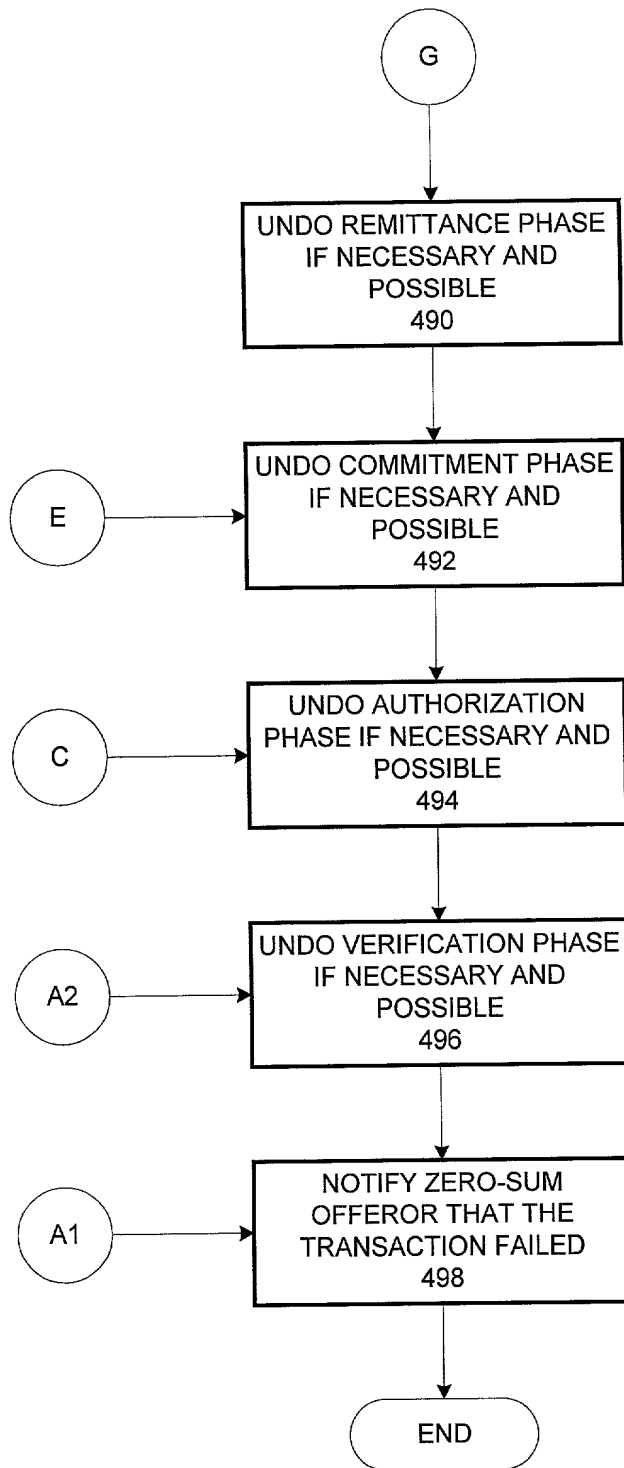 G
UNDO REMITTANCE PHASE
IF NECESSARY AND
POSSIBLE
490
E
UNDO COMMITMENT PHASE
IF NECESSARY AND
POSSIBLE
492
C
UNDO AUTHORIZATION
PHASE IF NECESSARY AND
POSSIBLE
494
A2
UNDO VERIFICATION PHASE
IF NECESSARY AND
POSSIBLE
496
A1
NOTIFY ZERO-SUM
OFFEROR THAT THE
TRANSACTION FAILED
498
END